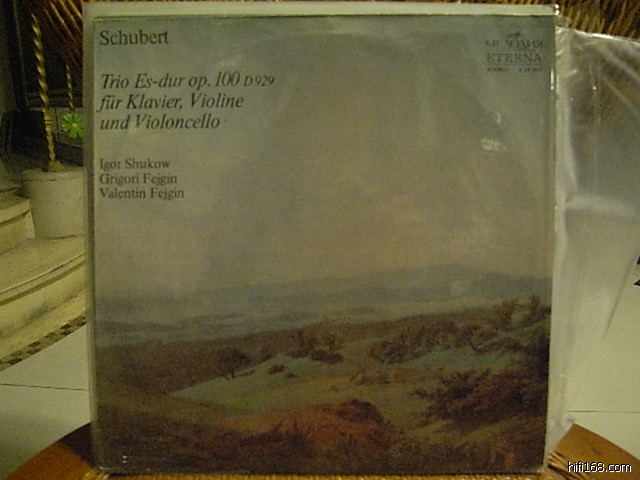 Schubert
Trio Es-dur op. 100 D 929
für Klavier, Violine
und Violoncello
Igor Shukow
Grigori Fejgin
Valentin Fejgin
ETERNA
STEREO
hifi168.com